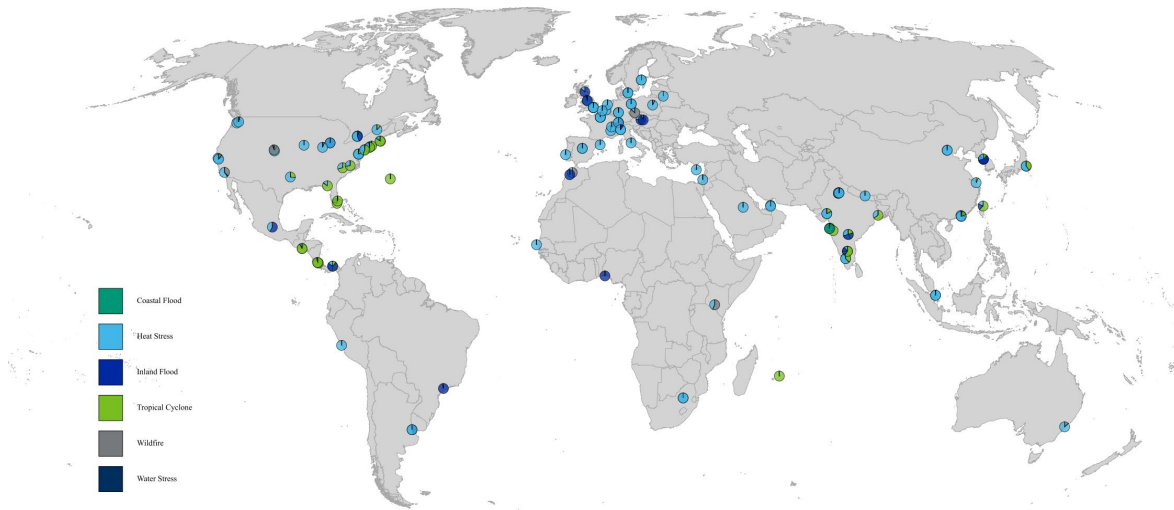 Coastal Flood
Heat Stress
Inland Flood
Tropical Cyclone
Wildfire
Water Stress